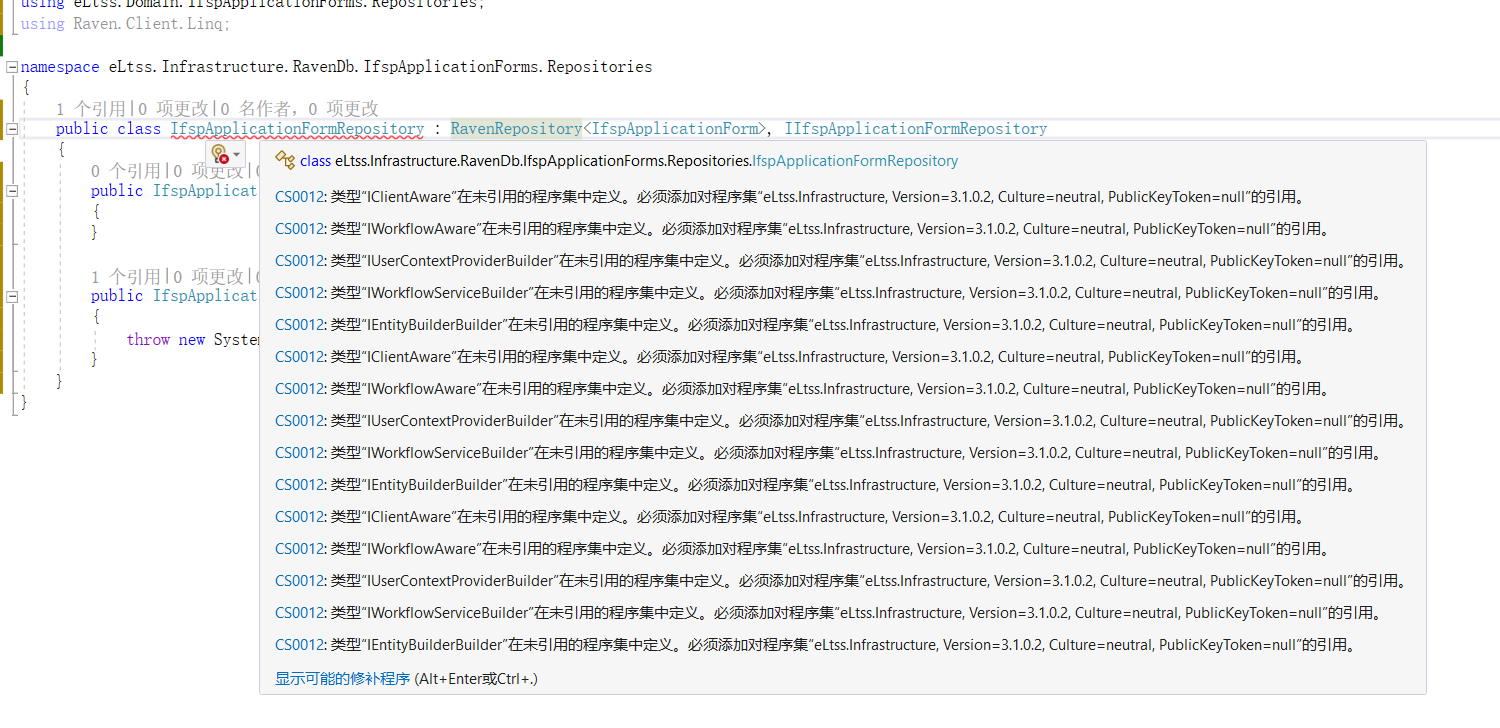 using eLtss.Domain.IfspApplicationForms.Repositories;
using Raven.Client.Linq;
namespace eLtss.Infrastructure.RavenDb.IfspApplicationForms.Repositories
{
1 个引用|0 项更改|0 名作者, 0 项更改
public class IfspApplicationFormRepository : RavenRepository<IfspApplicationForm>, IIfspApplicationFormRepository
{
class eLtss.Infrastructure.RavenDb.IfspApplicationForms.Repositories.IfspApplicationFormRepository
0 个引用|0 项更改|0
public IfspApplicat
CS0012: 类型"IClientAware"在未引用的程序集中定义。必须添加对程序集"eLtss.Infrastructure, Version=3.1.0.2, Culture=neutral, PublicKeyToken=null"的引用。
{
CS0012: 类型"IWorkflowAware"在未引用的程序集中定义。必须添加对程序集"eLtss.Infrastructure, Version=3.1.0.2, Culture=neutral, PublicKeyToken=null"的引用。
}
CS0012: 类型"IUserContextProviderBuilder"在未引用的程序集中定义。必须添加对程序集"eLtss.Infrastructure, Version=3.1.0.2, Culture=neutral, PublicKeyToken=null"的引用。
1 个引用|0 项更改|0
public IfspApplicat
CS0012: 类型"IWorkflowServiceBuilder"在未引用的程序集中定义。必须添加对程序集"eLtss.Infrastructure, Version=3.1.0.2, Culture=neutral, PublicKeyToken=null"的引用。
{
CS0012: 类型"IEntityBuilderBuilder"在未引用的程序集中定义。必须添加对程序集"eLtss.Infrastructure, Version=3.1.0.2, Culture=neutral, PublicKeyToken=null"的引用。
throw new System
CS0012: 类型"IClientAware"在未引用的程序集中定义。必须添加对程序集"eLtss.Infrastructure, Version=3.1.0.2, Culture=neutral, PublicKeyToken=null"的引用。
}
}
CS0012: 类型"IWorkflowAware"在未引用的程序集中定义。必须添加对程序集"eLtss.Infrastructure, Version=3.1.0.2, Culture=neutral, PublicKeyToken=null"的引用。
}
CS0012: 类型"IUserContextProviderBuilder"在未引用的程序集中定义。必须添加对程序集"eLtss.Infrastructure, Version=3.1.0.2, Culture=neutral, PublicKeyToken=null"的引用。
CS0012: 类型"IWorkflowServiceBuilder"在未引用的程序集中定义。必须添加对程序集"eLtss.Infrastructure, Version=3.1.0.2, Culture=neutral, PublicKeyToken=null"的引用。
CS0012: 类型"IEntityBuilderBuilder"在未引用的程序集中定义。必须添加对程序集"eLtss.Infrastructure, Version=3.1.0.2, Culture=neutral, PublicKeyToken=null"的引用。
CS0012: 类型"IClientAware"在未引用的程序集中定义。必须添加对程序集"eLtss.Infrastructure, Version=3.1.0.2, Culture=neutral, PublicKeyToken=null"的引用。
CS0012: 类型"IWorkflowAware"在未引用的程序集中定义。必须添加对程序集"eLtss.Infrastructure, Version=3.1.0.2, Culture=neutral, PublicKeyToken=null"的引用。
CS0012: 类型"IUserContextProviderBuilder"在未引用的程序集中定义。必须添加对程序集"eLtss.Infrastructure, Version=3.1.0.2, Culture=neutral, PublicKeyToken=null"的引用。
CS0012: 类型"IWorkflowServiceBuilder"在未引用的程序集中定义。必须添加对程序集"eLtss.Infrastructure, Version=3.1.0.2, Culture=neutral, PublicKeyToken=null"的引用。
CS0012: 类型"IEntityBuilderBuilder"在未引用的程序集中定义。必须添加对程序集"eLtss.Infrastructure, Version=3.1.0.2, Culture=neutral, PublicKeyToken=null"的引用。
显示可能的修补程序 (Alt+Enter或Ctrl+.)